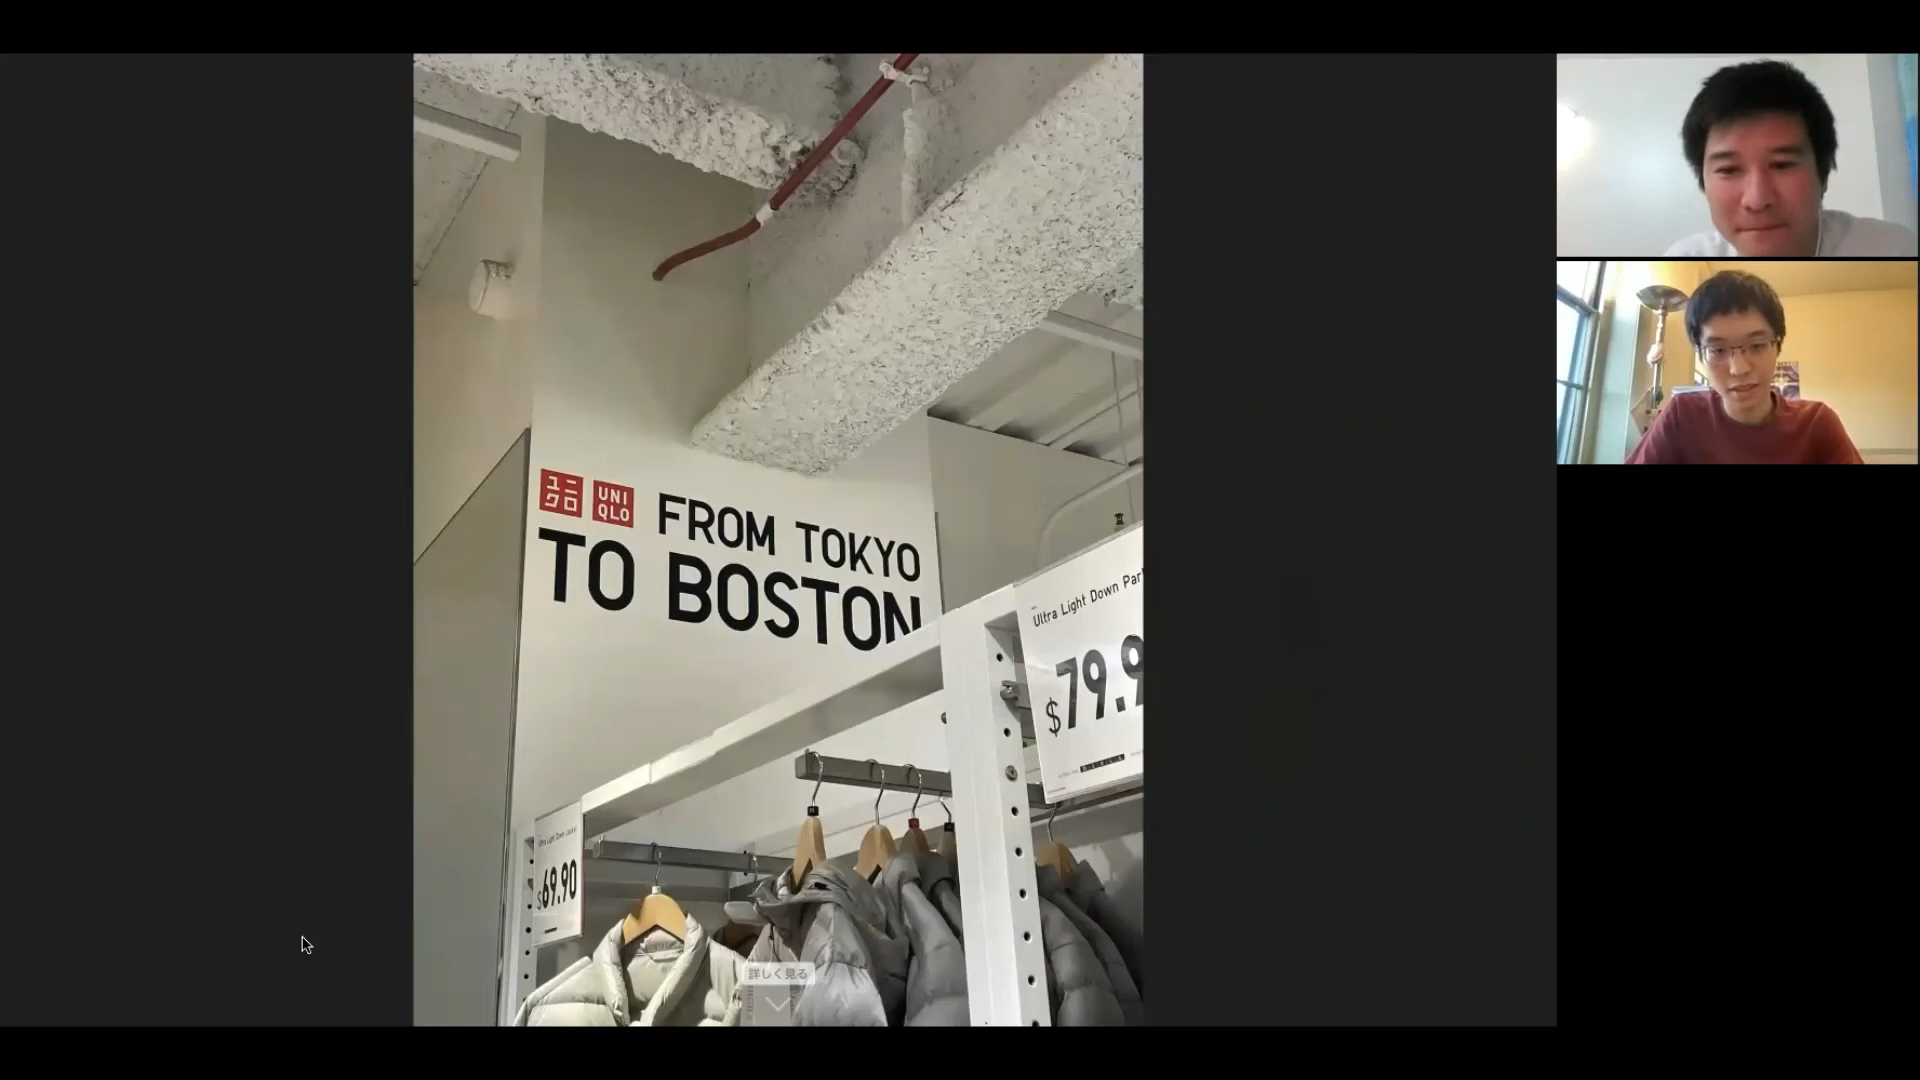 ユニ
クロ
UNI
QLO
FROM TOKYO
TO BOSTON
Ultra Light Down Par
$79.9
Ultra Light Down Jacket
$69.90
詳しく見る